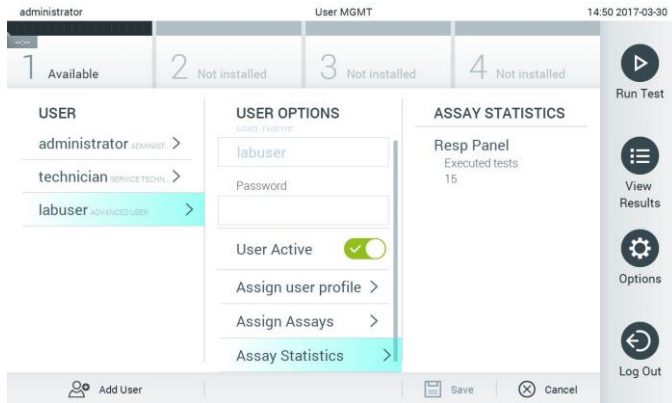 administrator
User MGMT
14:50 2017-03-30
1 Available
2 Not installed
3 Not installed
4 Not installed
Run Test
View
Results
Options
Log Out
USER
administrator ADMINIST...
technician SERVICE TECHN...
labuser ADVANCED USER
USER OPTIONS
User Name
labuser
Password
User Active
Assign user profile
Assign Assays
Assay Statistics
ASSAY STATISTICS
Resp Panel
Executed tests
15
Add User
Save
Cancel